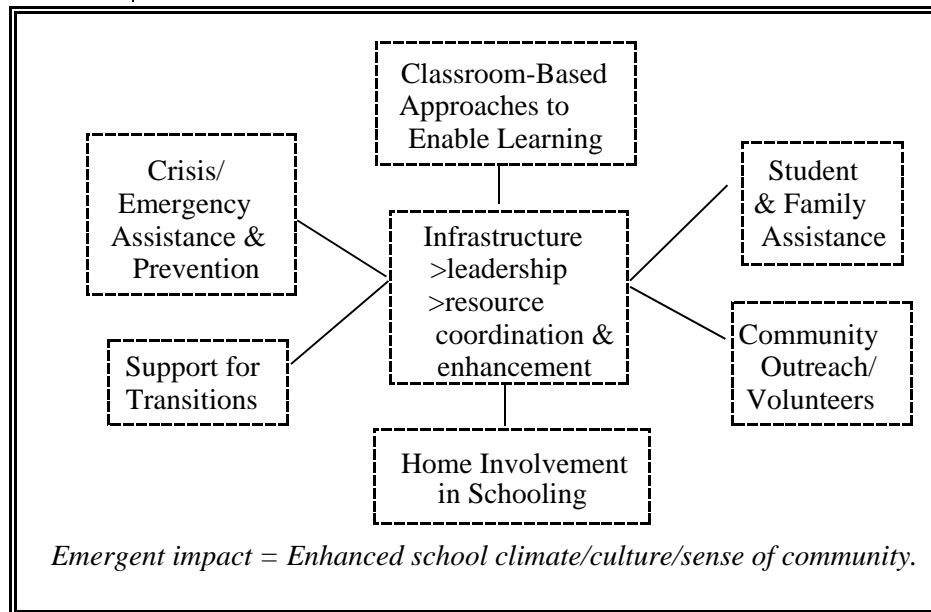 Classroom-Based
Approaches to
Enable Learning
Crisis/
Emergency
Assistance &
Prevention
Student
& Family
Assistance
Infrastructure
>leadership
>resource
coordination &
enhancement
Support for
Transitions
Community
Outreach/
Volunteers
Home Involvement
in Schooling
Emergent impact = Enhanced school climate/culture/sense of community.